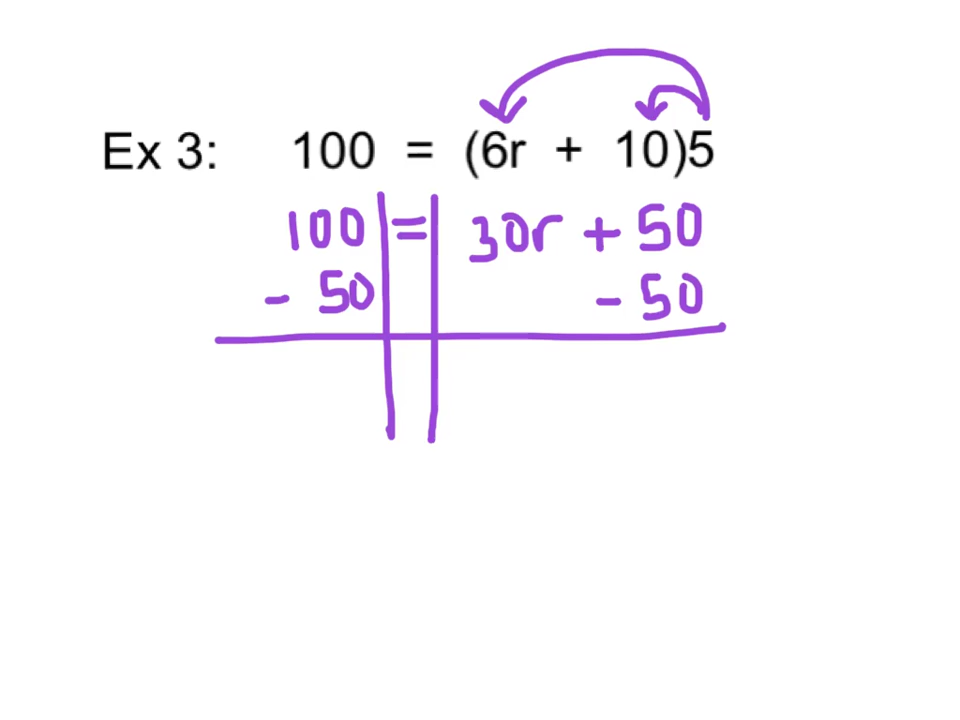 Ex 3: 100 = (6r + 10)5
100 = 30r + 50
- 50 - 50